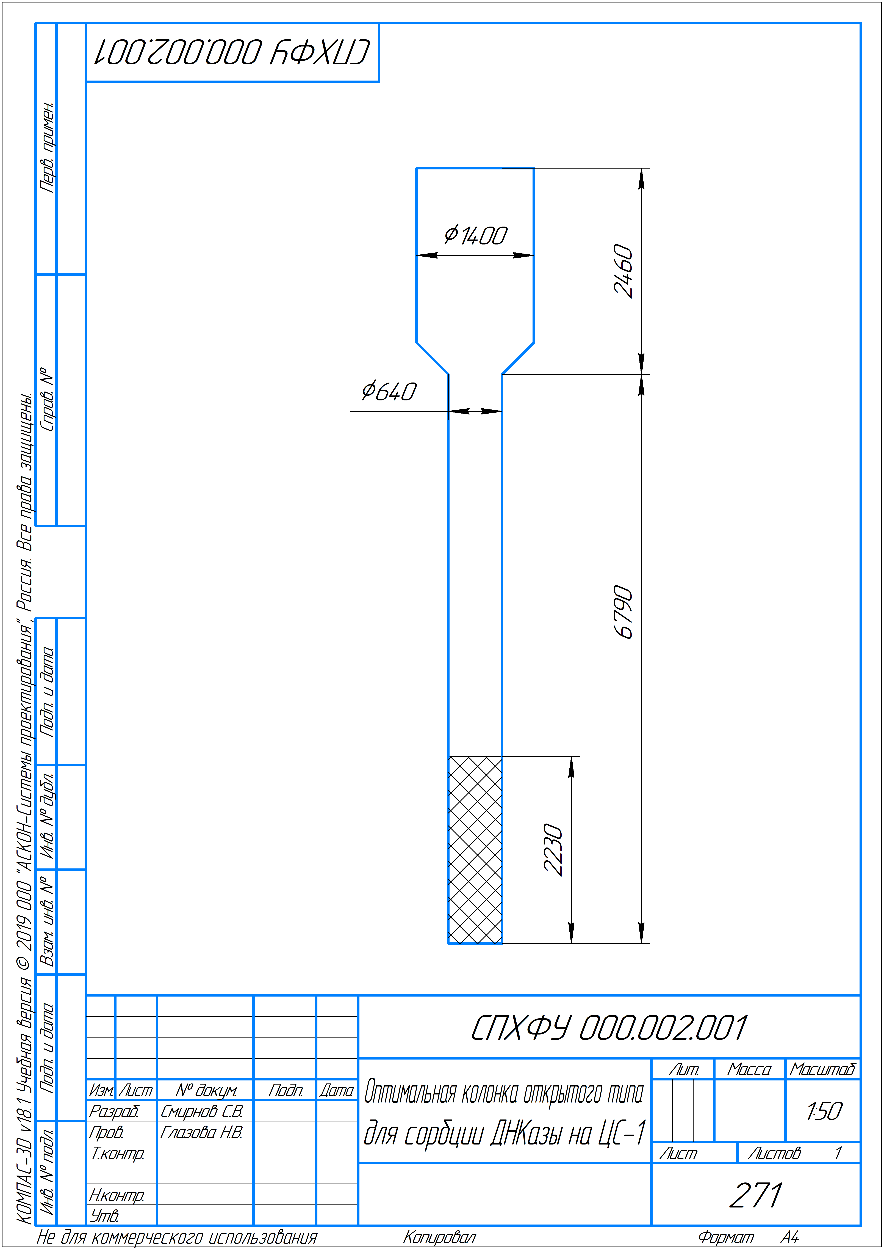 СПХФУ 000.002.001
Перв. примен.
Справ. №
Подп. и дата
Инв. № дубл.
Взам. инв. №
Подп. и дата
Инв. № подл.
КОМПАС-3D v18.1 Учебная версия © 2019 ООО "АСКОН-Системы проектирования", Россия. Все права защищены.
ϕ1400
2460
ϕ640
6790
2230
СПХФУ 000.002.001
Изм. Лист № докум. Подп. Дата
Разраб. Смирнов С.В.
Пров. Глазова Н.В.
Т.контр.
Н.контр.
Утв.
Оптимальная колонка открытого типа
для сорбции ДНКазы на ЦС-1
Лит. Масса Масштаб
1:50
Лист Листов 1
271
Не для коммерческого использования Копировал Формат А4